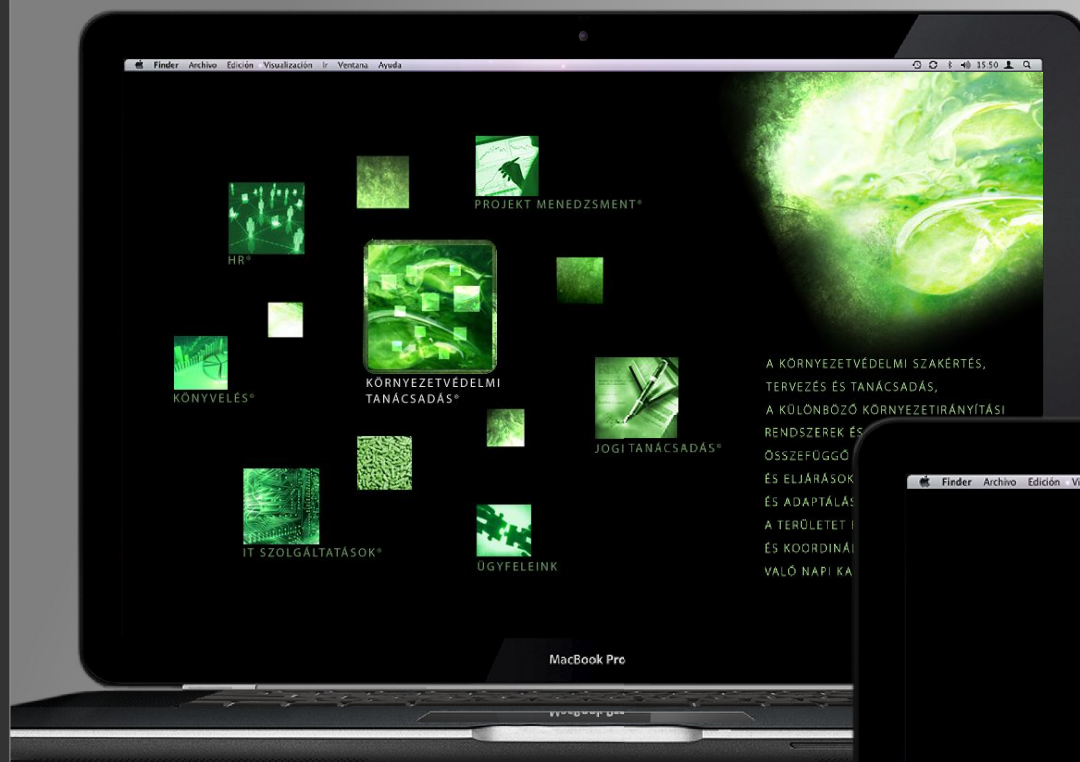 Finder Archivo Edición Visualización Ir Ventana Ayuda 15:50
PROJEKT MENEDZSMENT®
HR®
KÖRNYEZETVÉDELMI
TANÁCSADÁS®
KÖNYVELÉS®
JOGI TANÁCSADÁS®
IT SZOLGÁLTATÁSOK®
ÜGYFELEINK
A KÖRNYEZETVÉDELMI SZAKÉRTÉS,
TERVEZÉS ÉS TANÁCSADÁS,
A KÜLÖNBÖZŐ KÖRNYEZETIRÁNYÍTÁSI
RENDSZEREK ÉS
ÖSSZEFÜGGŐ
ÉS ELJÁRÁSOK
ÉS ADAPTÁLÁS
A TERÜLETET
ÉS KOORDINÁ
VALÓ NAPI KA
MacBook Pro
Finder Archivo Edición Vi